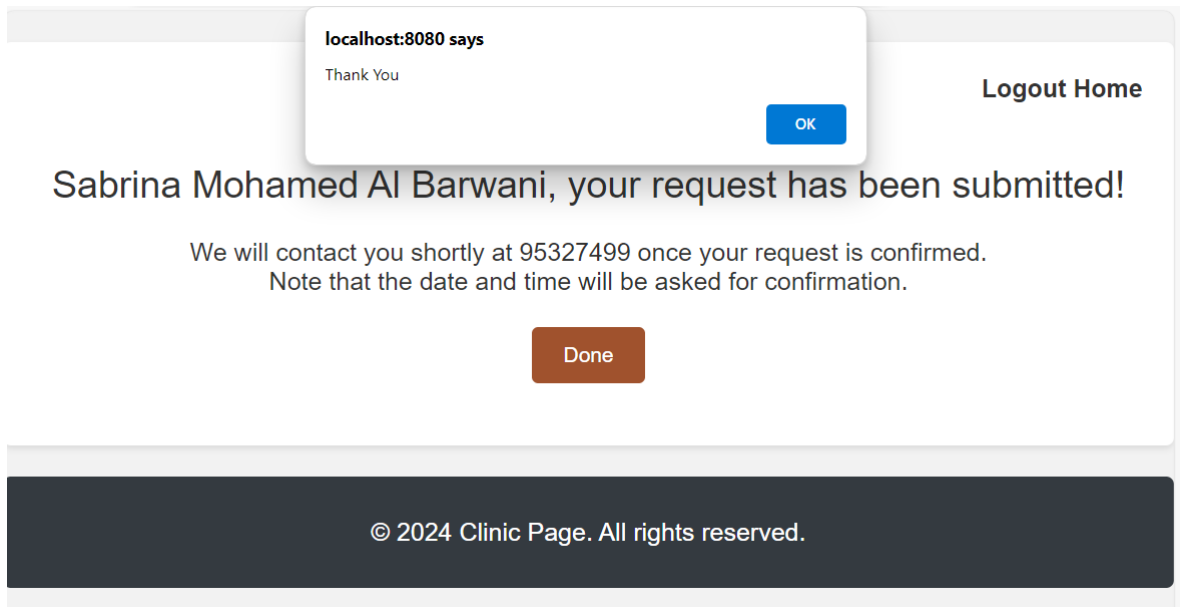 localhost:8080 says
Thank You
OK
Logout Home
Sabrina Mohamed Al Barwani, your request has been submitted!
We will contact you shortly at 95327499 once your request is confirmed.
Note that the date and time will be asked for confirmation.
Done
© 2024 Clinic Page. All rights reserved.